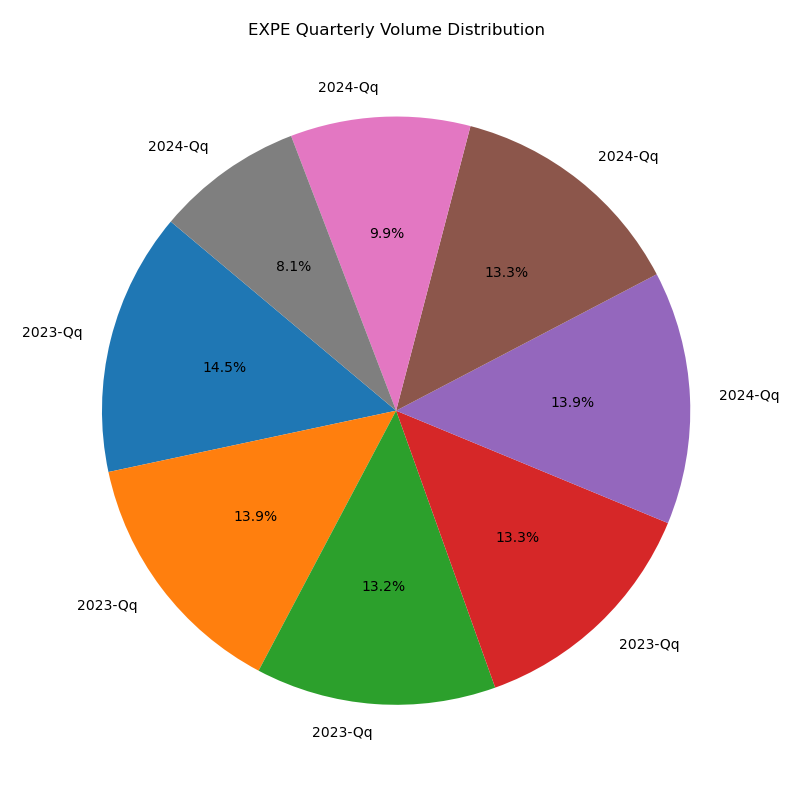 EXPE Quarterly Volume Distribution
2024-Qq
2024-Qq
2024-Qq
9.9%
8.1%
13.3%
2023-Qq
14.5%
13.9%
2024-Qq
13.9%
13.3%
13.2%
2023-Qq
2023-Qq
2023-Qq